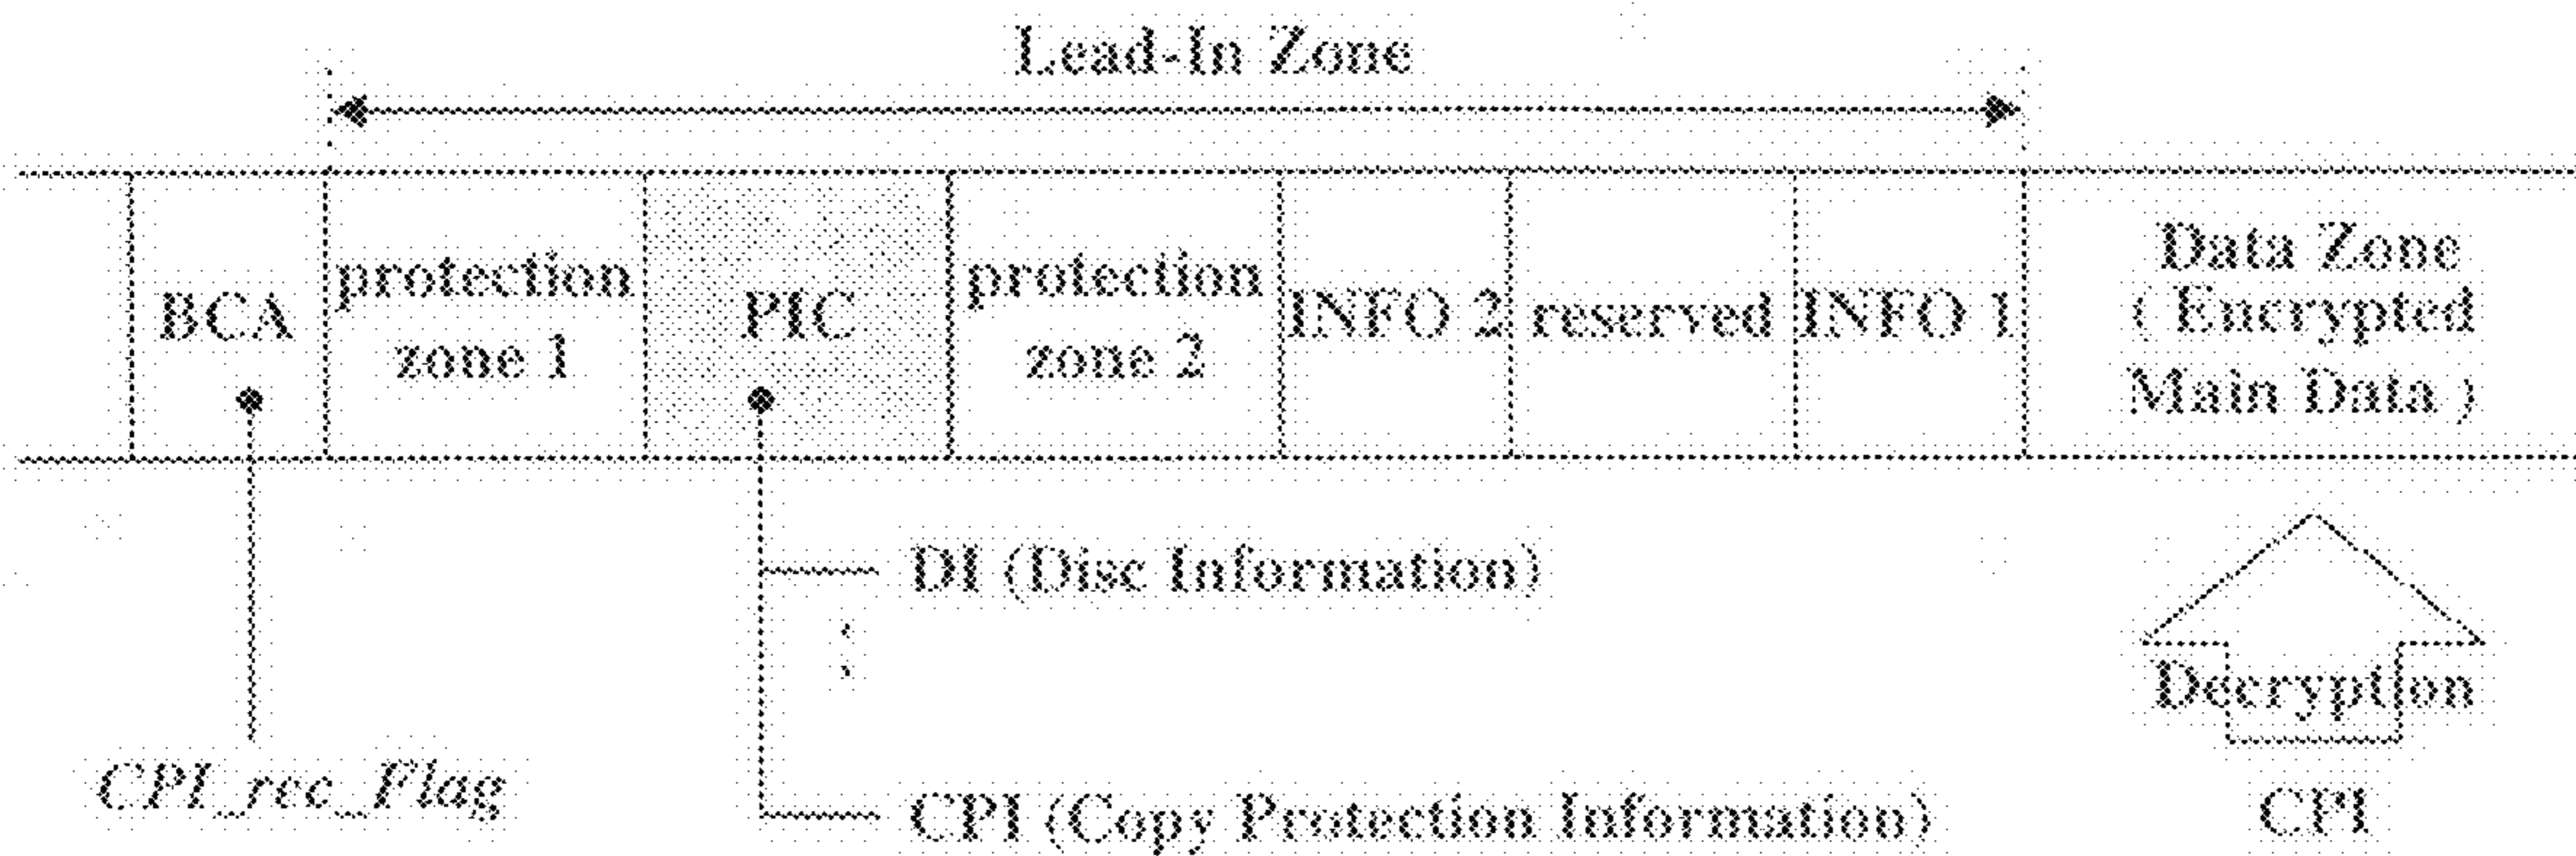 Lead-In Zone
BCA
protection
zone 1
PIC
protection
zone 2
INFO 2
reserved
INFO 1
Data Zone
( Encrypted
Main Data )
DI (Disc Information)
:
Decryption
CPI_rec_Flag
CPI (Copy Protection Information)
CPI